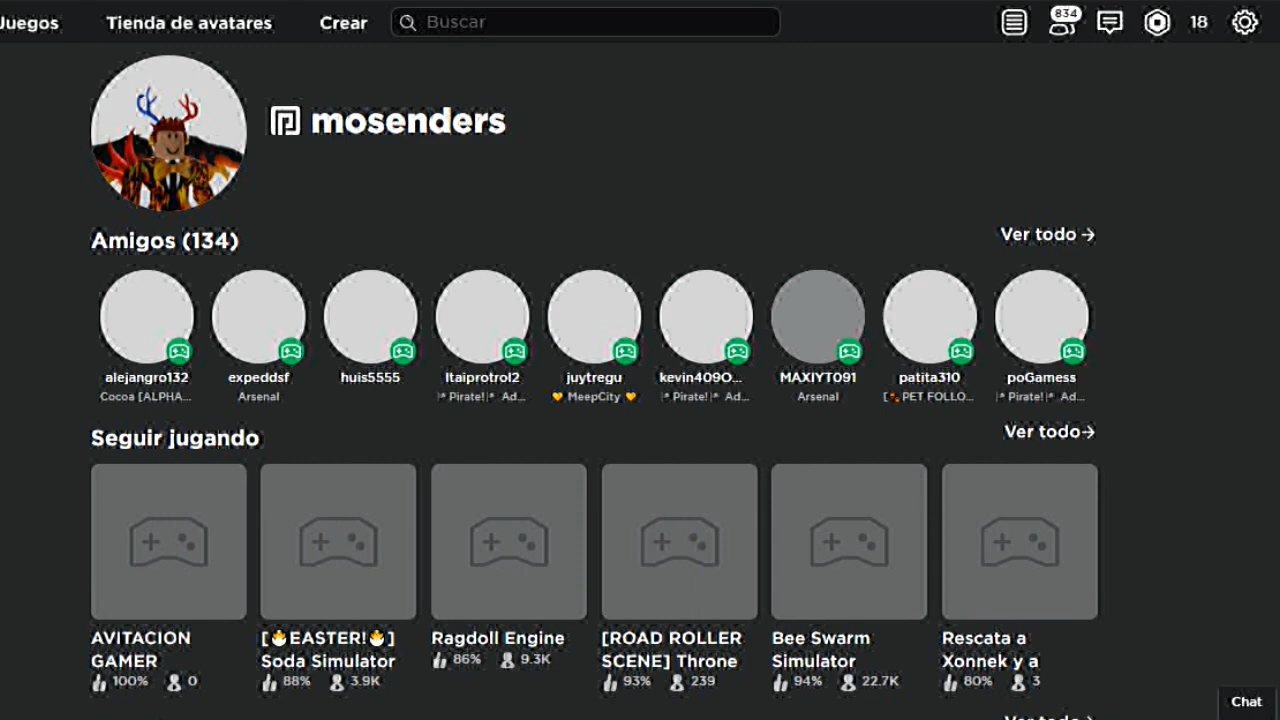 Juegos Tienda de avatares Crear Buscar 834 18
mosenders
Amigos (134) Ver todo →
alejangro132 expeddsf huis5555 Itaiprotrol2 juytregu kevin409O... MAXIYT091 patita310 poGamess
Cocoa [ALPHA... Arsenal Pirate! Ad... 🧡 MeepCity 🧡 Pirate! Ad... Arsenal PET FOLLO... Pirate! Ad...
Seguir jugando Ver todo→
AVITACION [🐣EASTER!🐣] Ragdoll Engine [ROAD ROLLER Bee Swarm Rescata a
GAMER Soda Simulator 86% 9.3K SCENE] Throne Simulator Xonnek y a
100% 0 88% 3.9K 93% 239 94% 22.7K 80% 3
Chat
Ver todo →